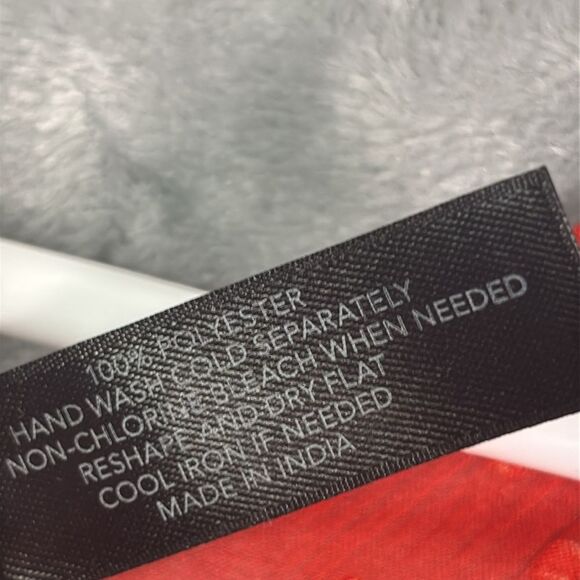 100% POLYESTER
HAND WASH COLD SEPARATELY
NON-CHLORINE BLEACH WHEN NEEDED
RESHAPE AND DRY FLAT
COOL IRON IF NEEDED
MADE IN INDIA